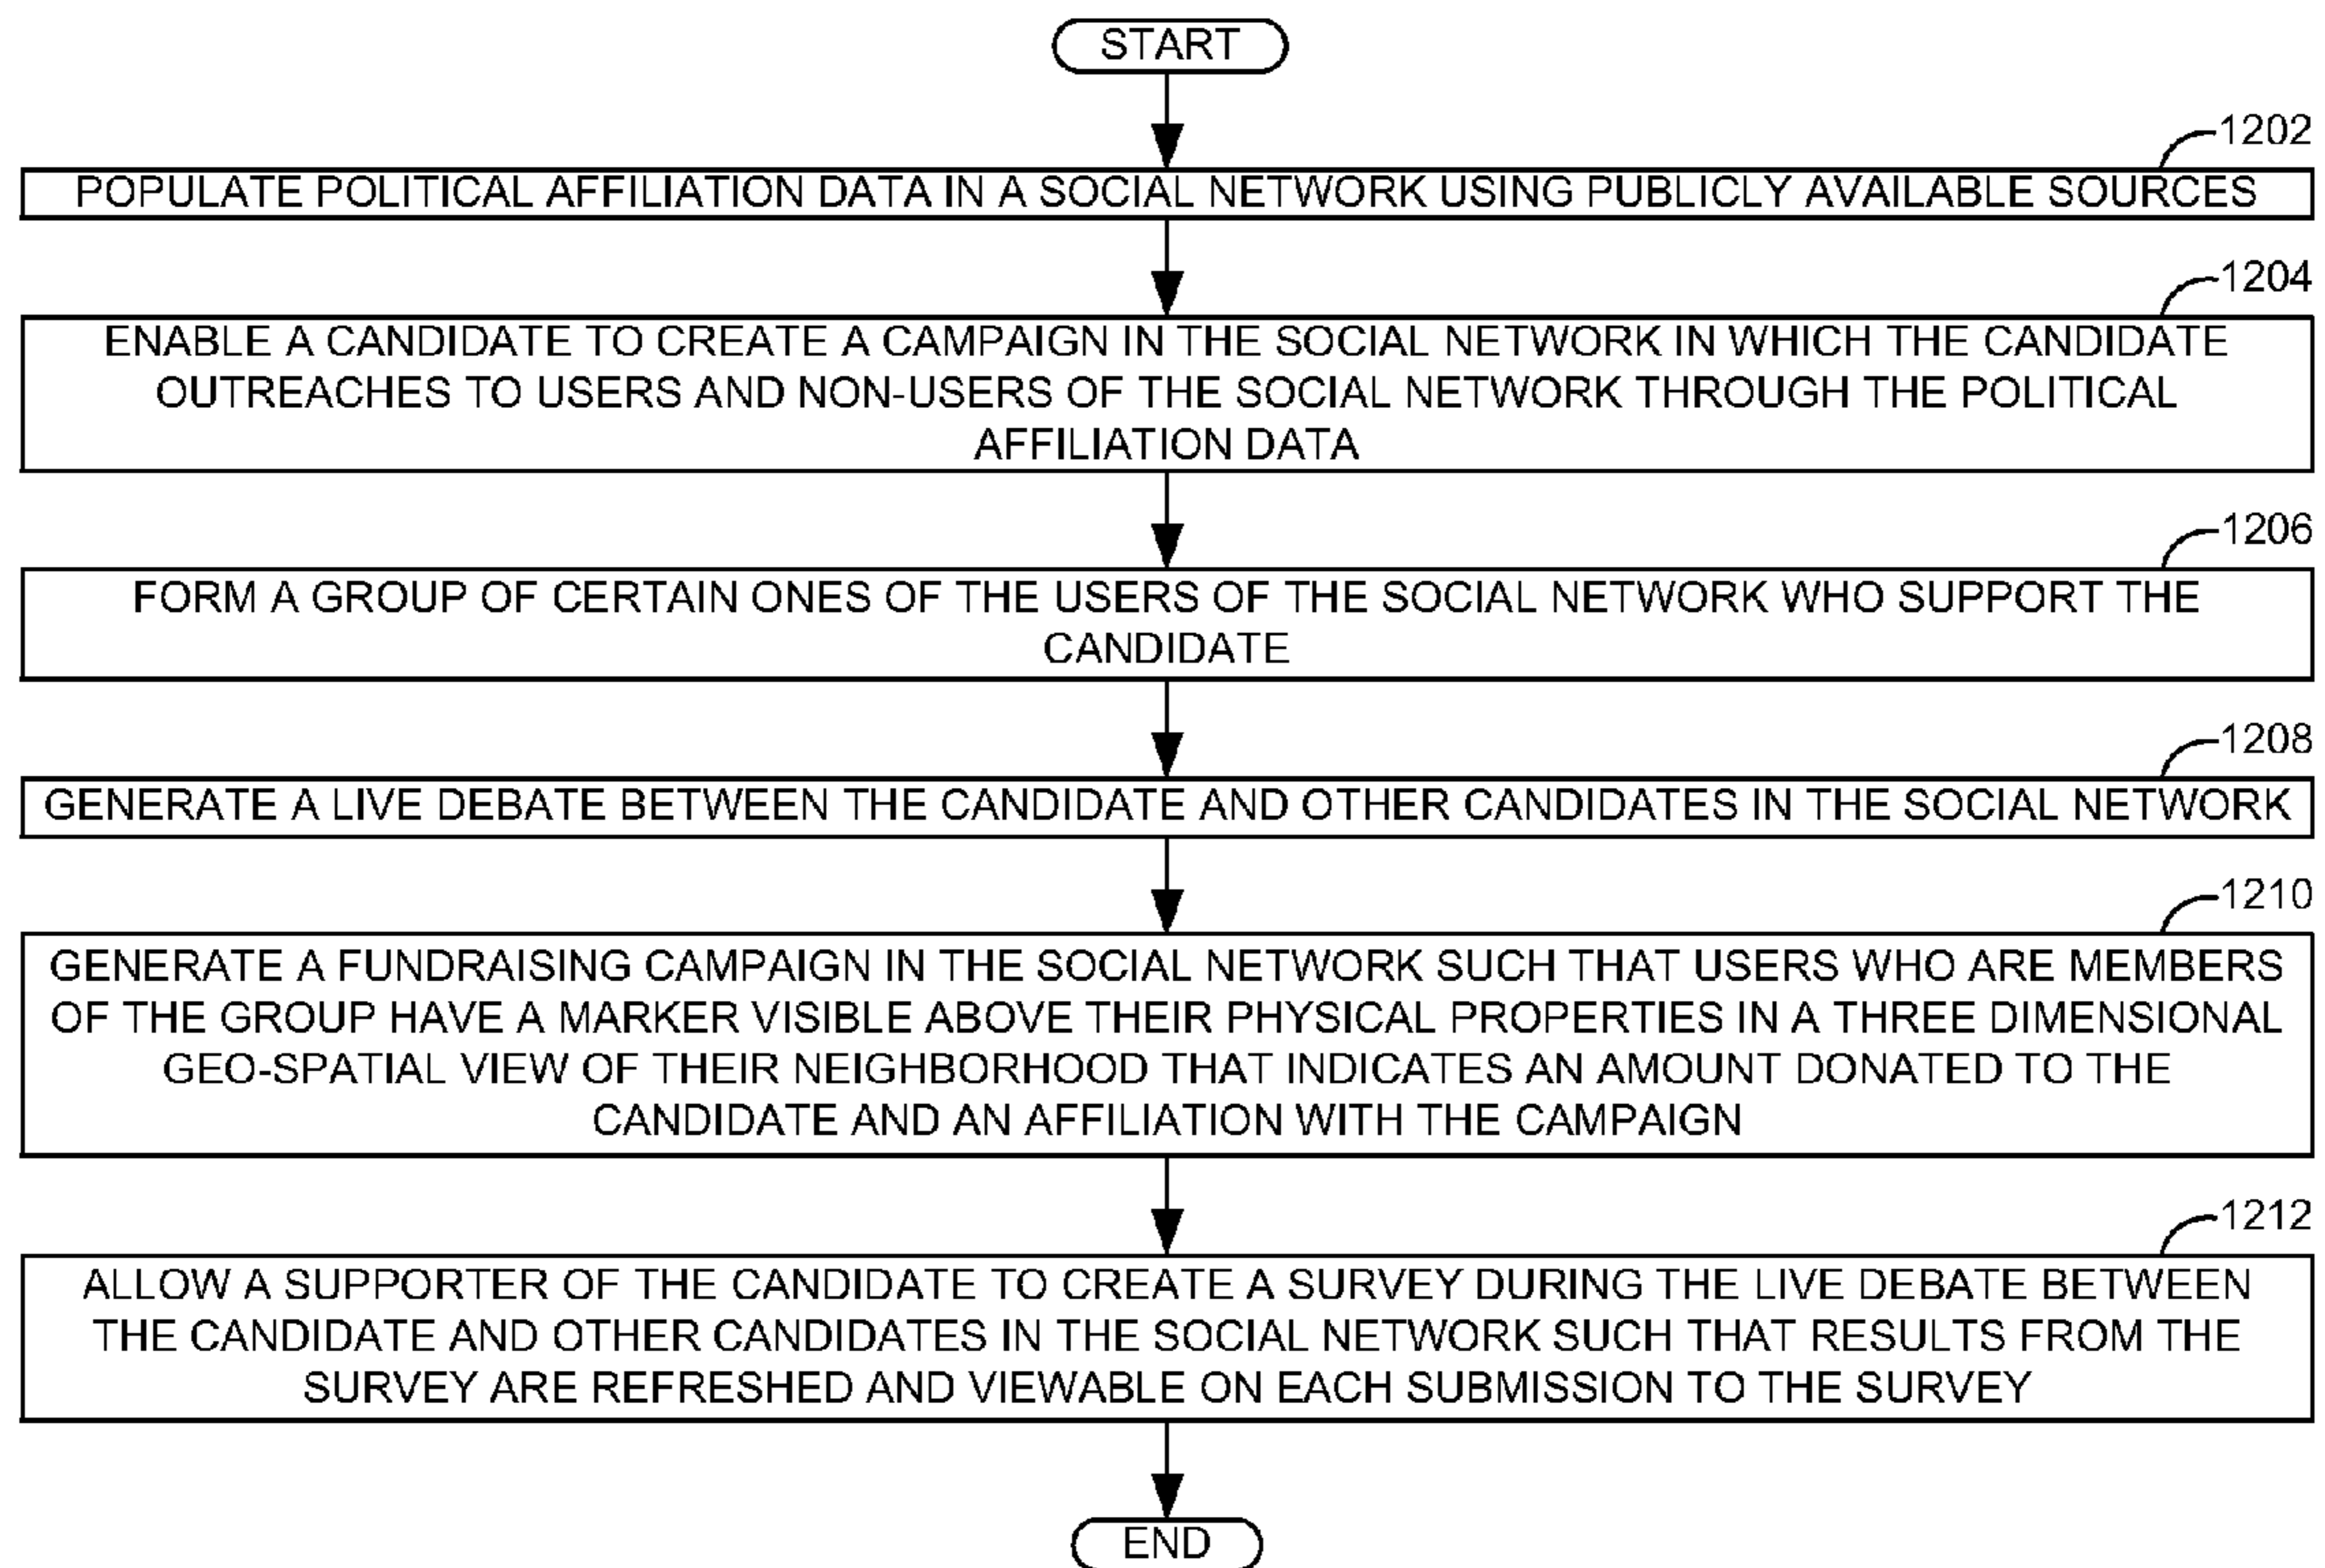 START
1202
POPULATE POLITICAL AFFILIATION DATA IN A SOCIAL NETWORK USING PUBLICLY AVAILABLE SOURCES
1204
ENABLE A CANDIDATE TO CREATE A CAMPAIGN IN THE SOCIAL NETWORK IN WHICH THE CANDIDATE
OUTREACHES TO USERS AND NON-USERS OF THE SOCIAL NETWORK THROUGH THE POLITICAL
AFFILIATION DATA
1206
FORM A GROUP OF CERTAIN ONES OF THE USERS OF THE SOCIAL NETWORK WHO SUPPORT THE
CANDIDATE
1208
GENERATE A LIVE DEBATE BETWEEN THE CANDIDATE AND OTHER CANDIDATES IN THE SOCIAL NETWORK
1210
GENERATE A FUNDRAISING CAMPAIGN IN THE SOCIAL NETWORK SUCH THAT USERS WHO ARE MEMBERS
OF THE GROUP HAVE A MARKER VISIBLE ABOVE THEIR PHYSICAL PROPERTIES IN A THREE DIMENSIONAL
GEO-SPATIAL VIEW OF THEIR NEIGHBORHOOD THAT INDICATES AN AMOUNT DONATED TO THE
CANDIDATE AND AN AFFILIATION WITH THE CAMPAIGN
1212
ALLOW A SUPPORTER OF THE CANDIDATE TO CREATE A SURVEY DURING THE LIVE DEBATE BETWEEN
THE CANDIDATE AND OTHER CANDIDATES IN THE SOCIAL NETWORK SUCH THAT RESULTS FROM THE
SURVEY ARE REFRESHED AND VIEWABLE ON EACH SUBMISSION TO THE SURVEY
END